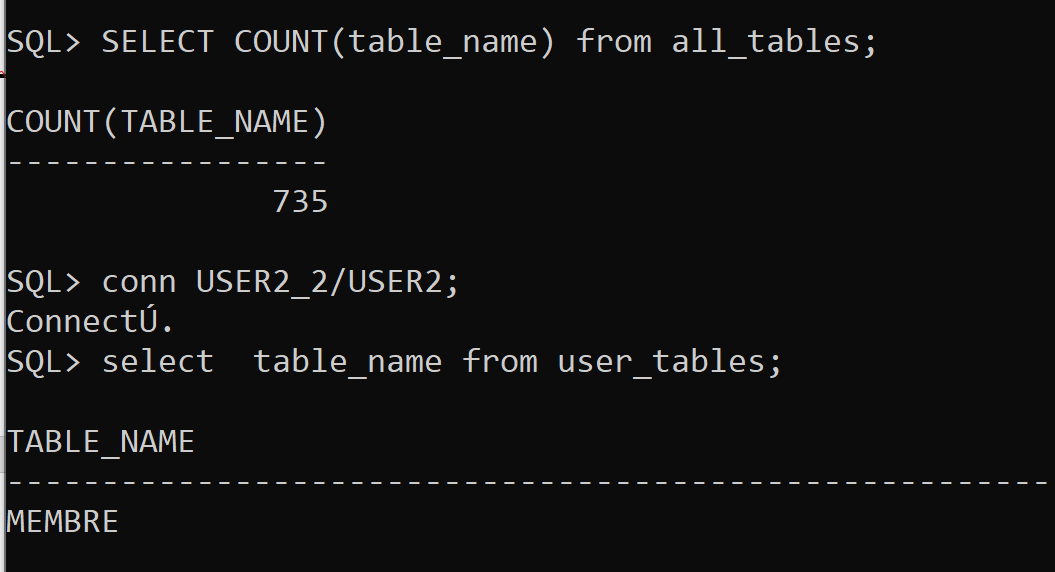 SQL> SELECT COUNT(table_name) from all_tables;
COUNT(TABLE_NAME)
-----------------
735
SQL> conn USER2_2/USER2;
ConnectÚ.
SQL> select  table_name from user_tables;
TABLE_NAME
-------------------------------------------------------
MEMBRE